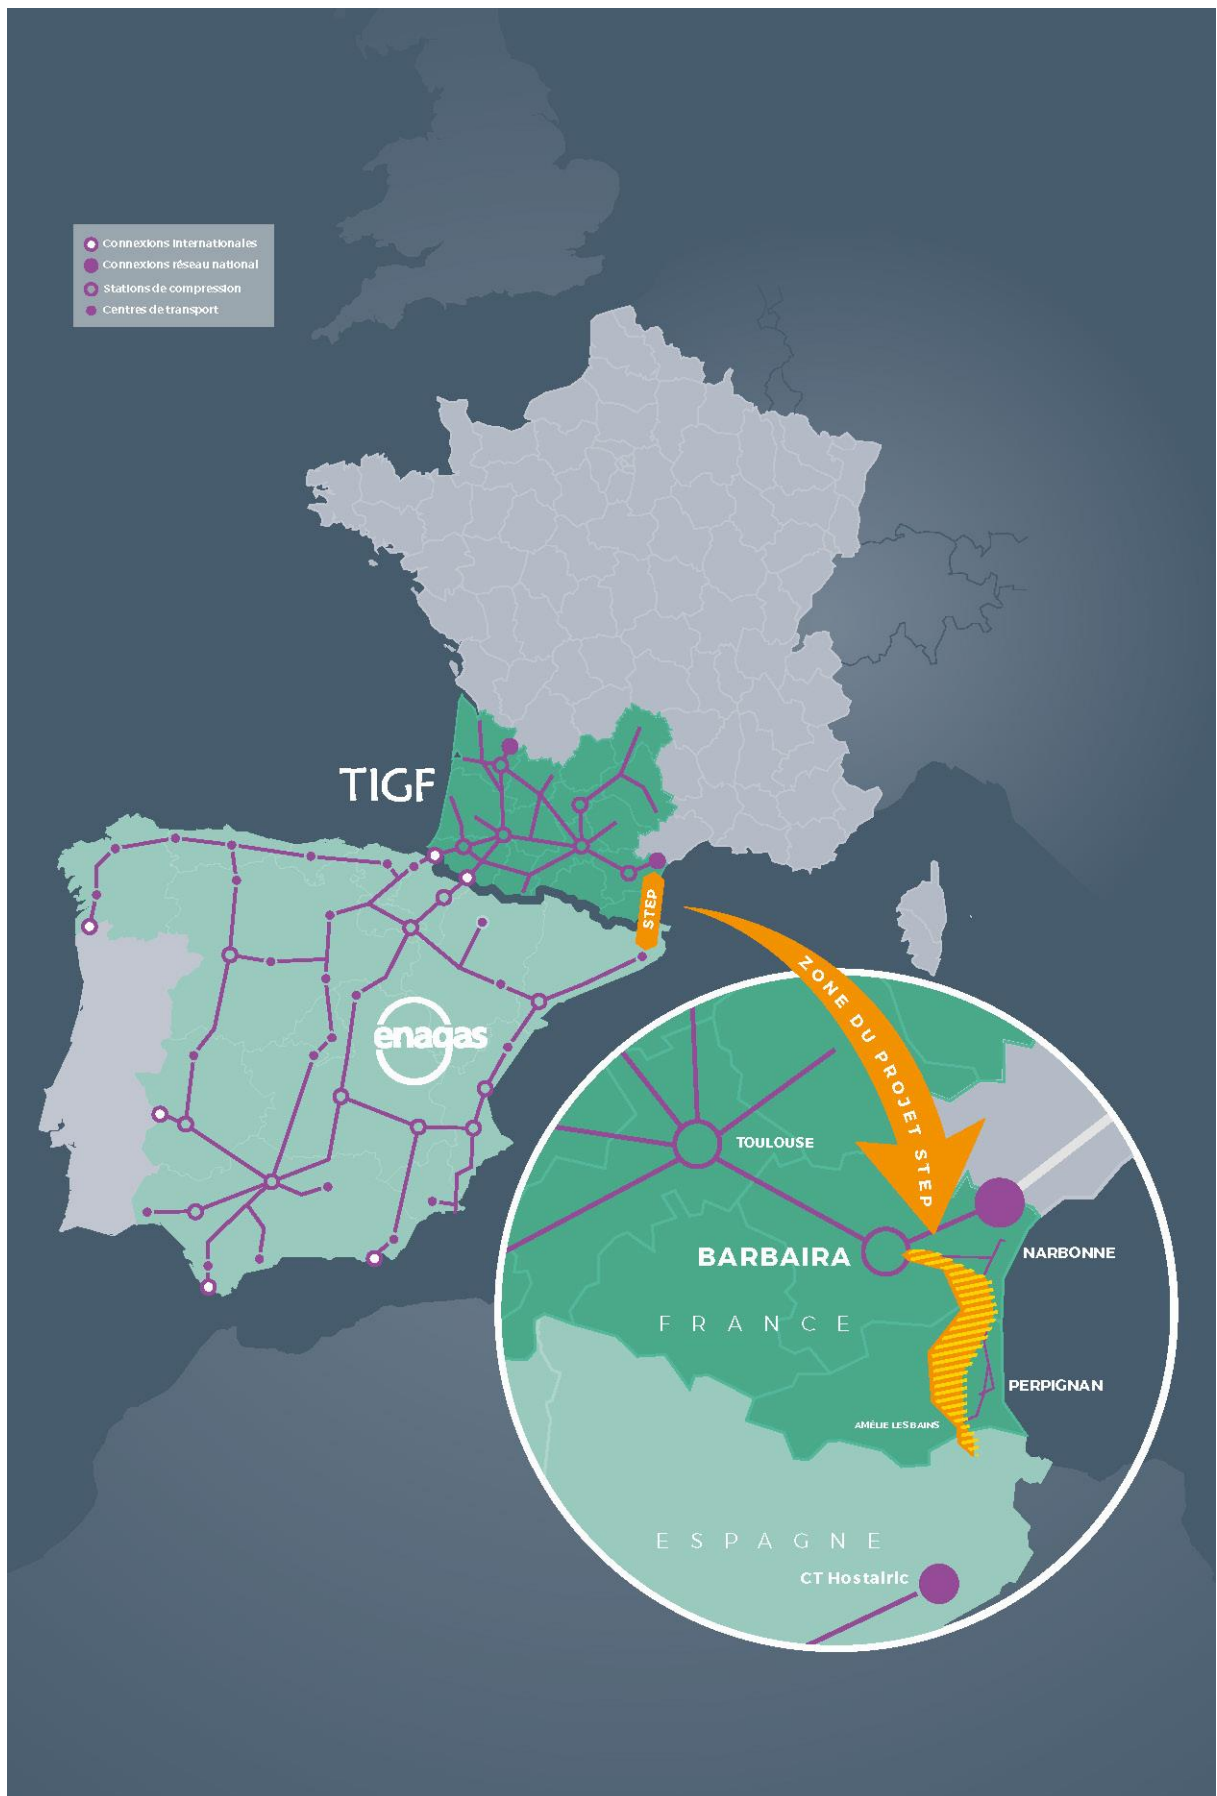 Connexions internationales
Connexions réseau national
Stations de compression
Centres de transport
TIGF
STEP
enagas
ZONE DU PROJET STEP
TOULOUSE
BARBAIRA
NARBONNE
FRANCE
PERPIGNAN
AMÉLIE LES BAINS
ESPAGNE
CT Hostalric